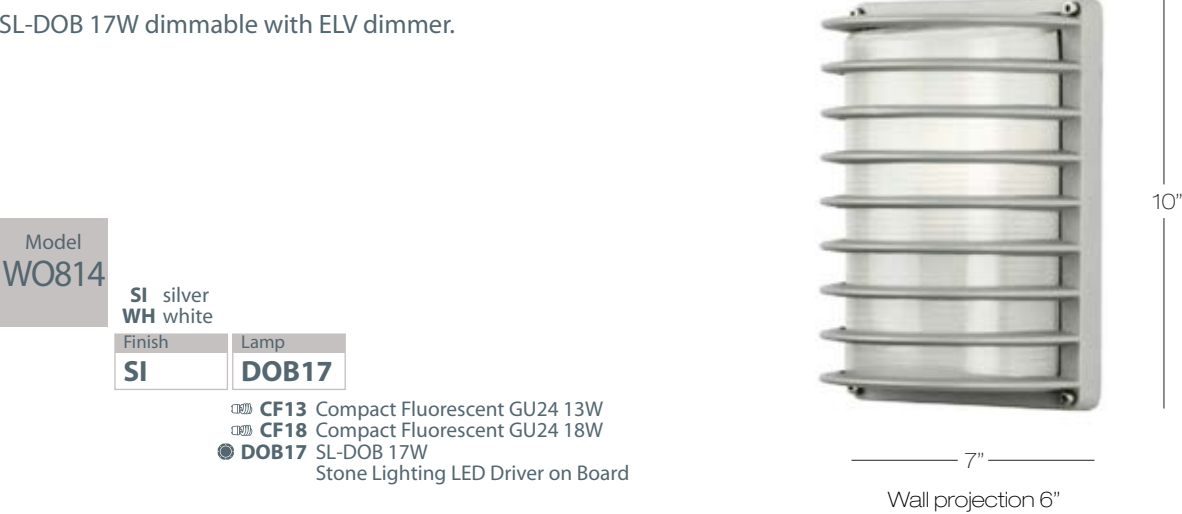 SL-DOB 17W dimmable with ELV dimmer.
10”
Model
WO814
SI silver
WH white
Finish Lamp
SI DOB17
CF13 Compact Fluorescent GU24 13W
CF18 Compact Fluorescent GU24 18W
DOB17 SL-DOB 17W
Stone Lighting LED Driver on Board
7”
Wall projection 6”